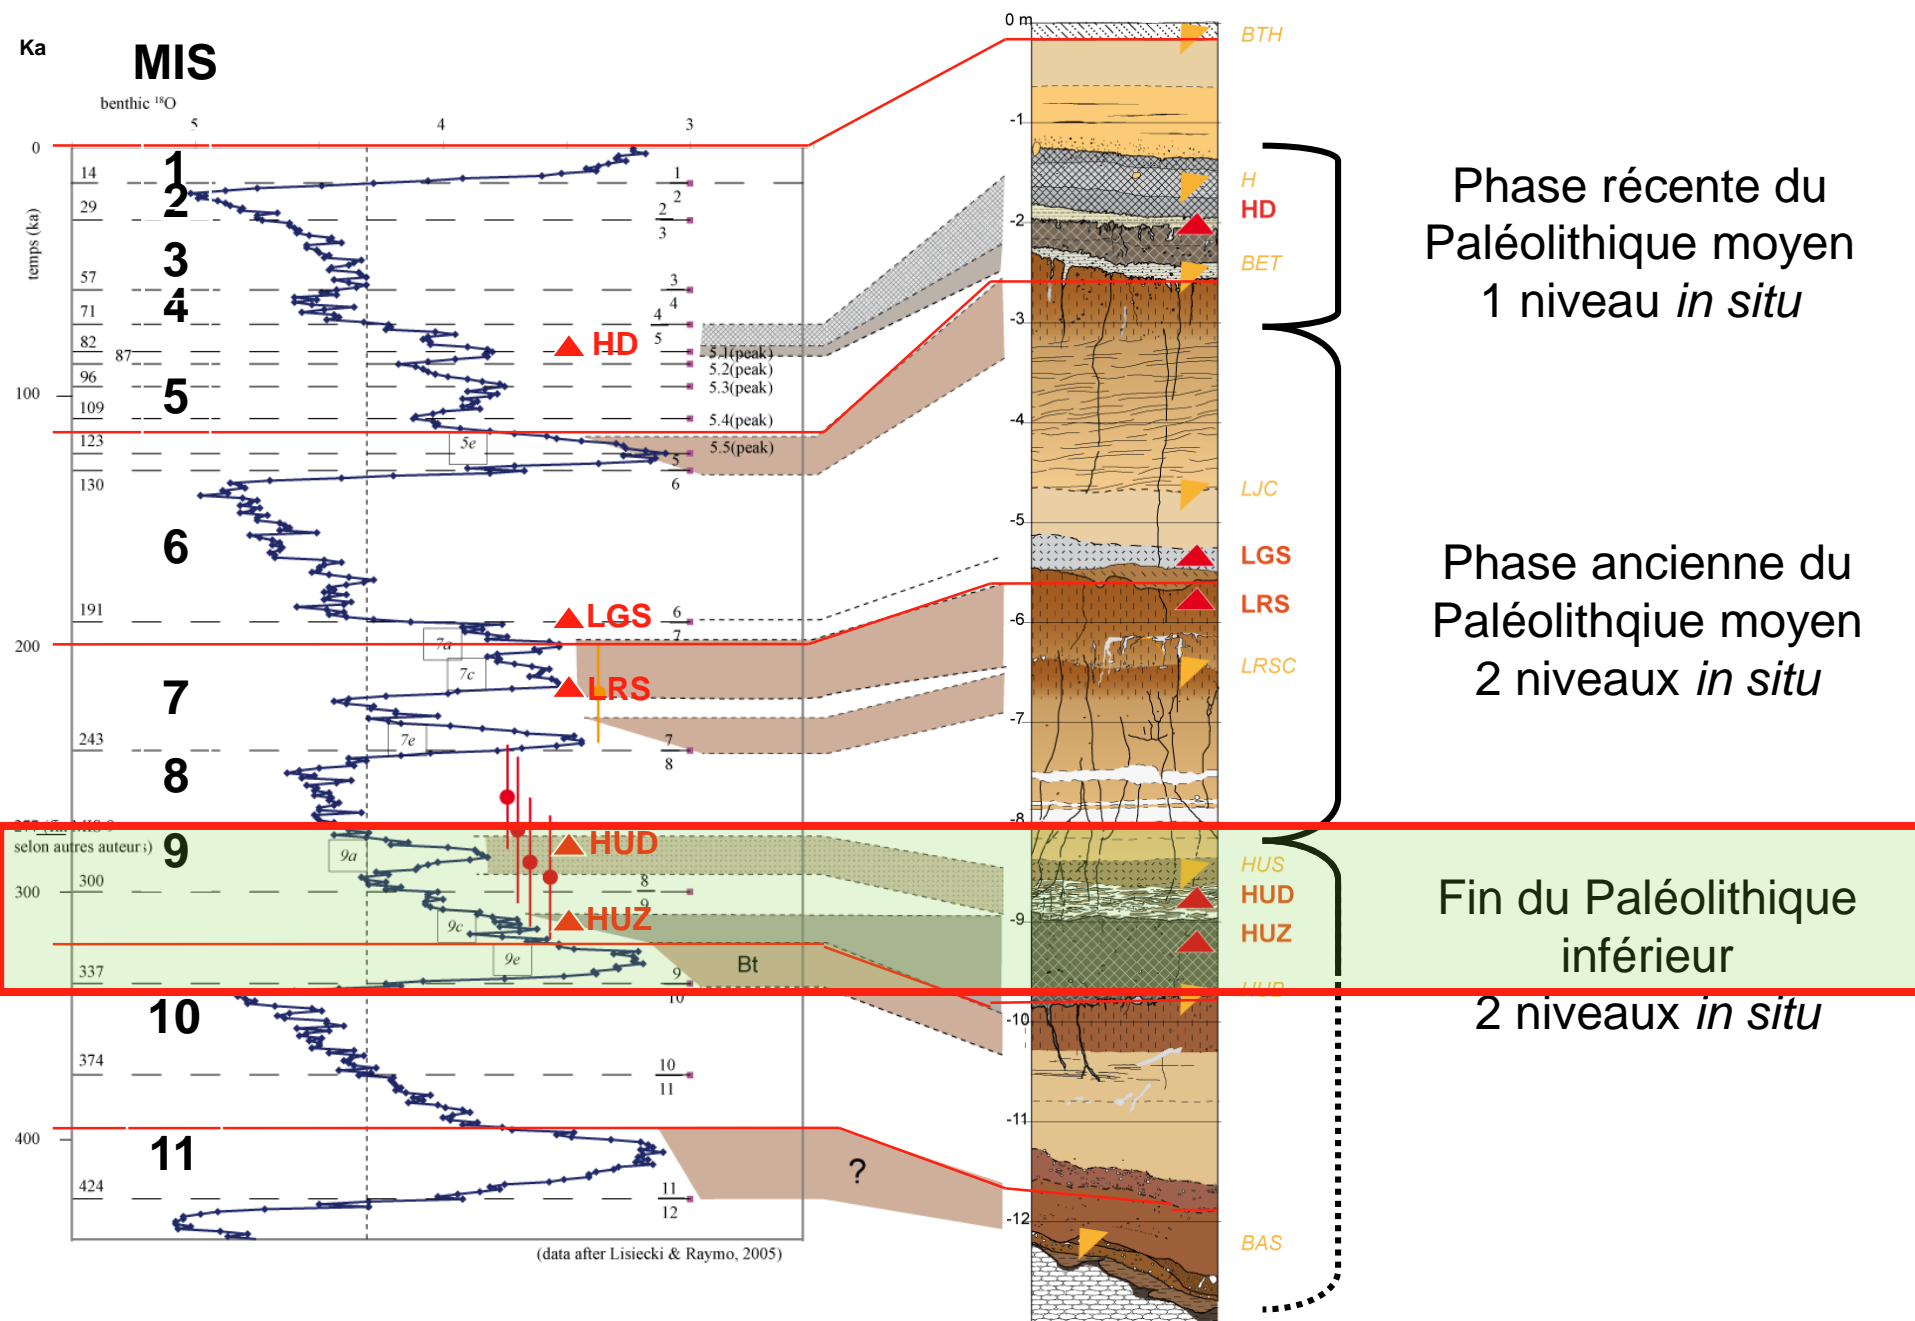 Ka
MIS
benthic ¹⁸O
5
4
3
temps (ka)
0
100
200
300
400
14
29
57
71
82
87
96
109
123
130
191
243
selon autres auteurs)
300
337
374
424
1
2
3
4
5
6
7
8
9
10
11
5e
7a
7c
7e
9a
9c
9e
1
2
2
3
3
4
4
5
5.1(peak)
5.2(peak)
5.3(peak)
5.4(peak)
5.5(peak)
5
6
6
7
7
8
8
9
9
10
10
11
11
12
HD
LGS
LRS
HUD
HUZ
Bt
?
(data after Lisiecki & Raymo, 2005)
0 m
-1
-2
-3
-4
-5
-6
-7
-8
-9
-10
-11
-12
BTH
H
HD
BET
LJC
LGS
LRS
LRSC
HUS
HUD
HUZ
HUB
BAS
Phase récente du
Paléolithique moyen
1 niveau in situ
Phase ancienne du
Paléolithqiue moyen
2 niveaux in situ
Fin du Paléolithique
inférieur
2 niveaux in situ